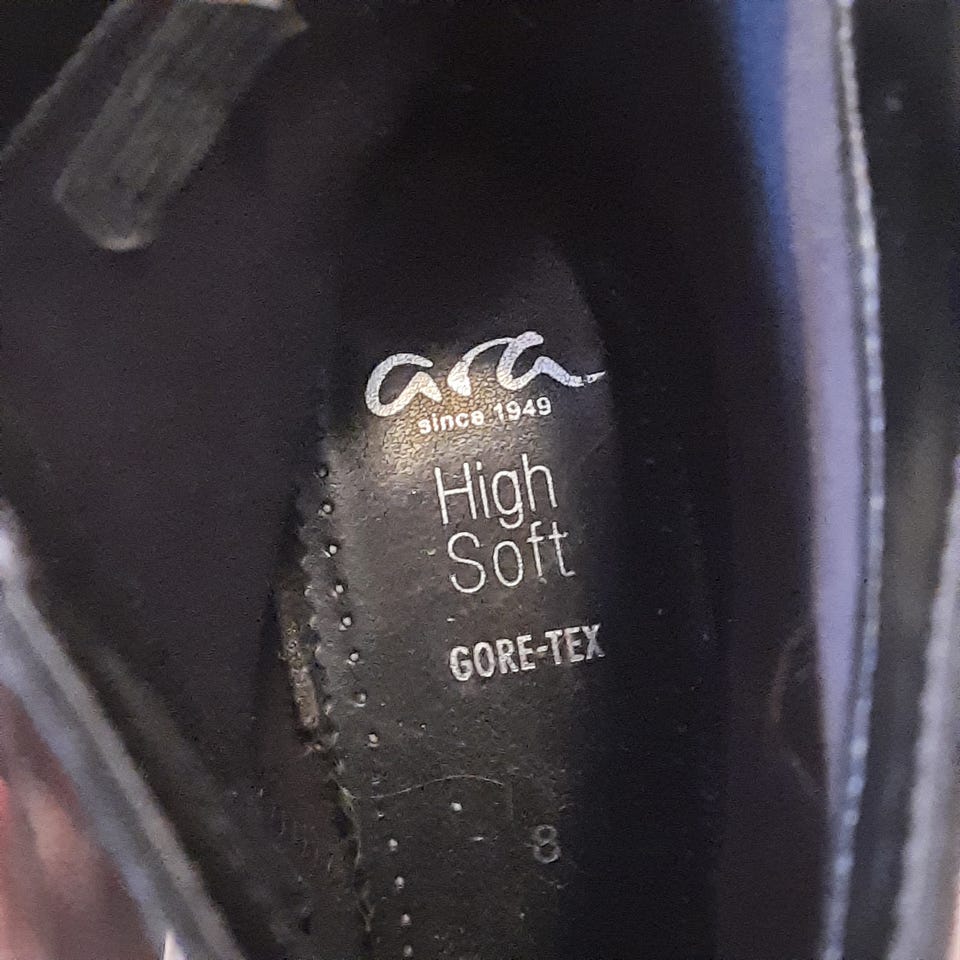 ara
since 1949
High
Soft
GORE-TEX
8